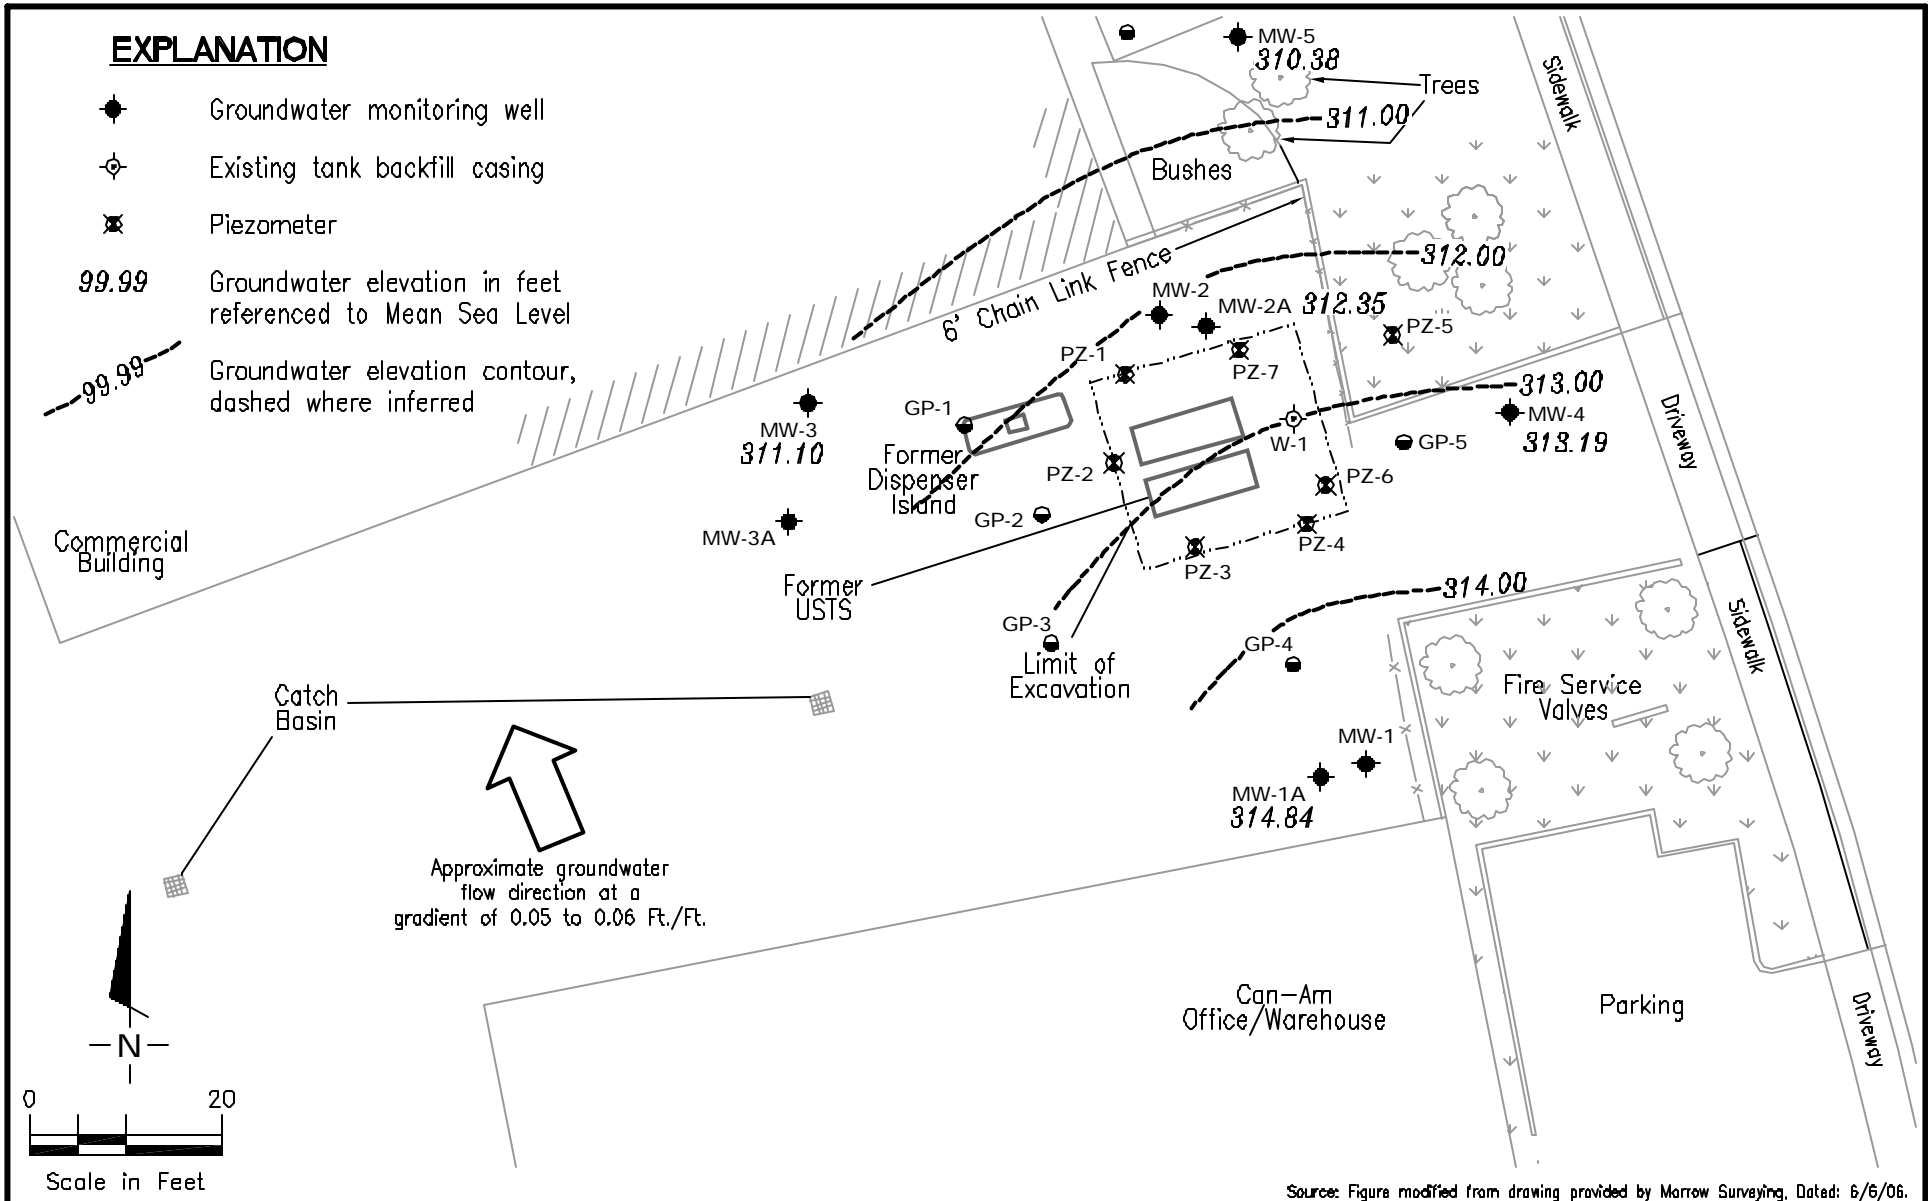 EXPLANATION
Groundwater monitoring well
Existing tank backfill casing
Piezometer
99.99
Groundwater elevation in feet
referenced to Mean Sea Level
99.99
Groundwater elevation contour,
dashed where inferred
MW-5
310.38
Trees
Sidewalk
311.00
Bushes
312.00
6' Chain Link Fence
MW-2
MW-2A
312.35
PZ-5
PZ-1
PZ-7
313.00
MW-4
313.19
Driveway
GP-1
MW-3
311.10
W-1
GP-5
Former
Dispenser
Island
PZ-2
PZ-6
GP-2
MW-3A
PZ-4
PZ-3
Commercial
Building
Former
USTS
314.00
GP-3
GP-4
Sidewalk
Limit of
Excavation
Fire Service
Valves
Catch
Basin
MW-1
MW-1A
314.84
Approximate groundwater
flow direction at a
gradient of 0.05 to 0.06 Ft./Ft.
Can-Am
Office/Warehouse
Parking
Driveway
N
0 20
Scale in Feet
Source: Figure modified from drawing provided by Morrow Surveying, Dated: 6/6/06.